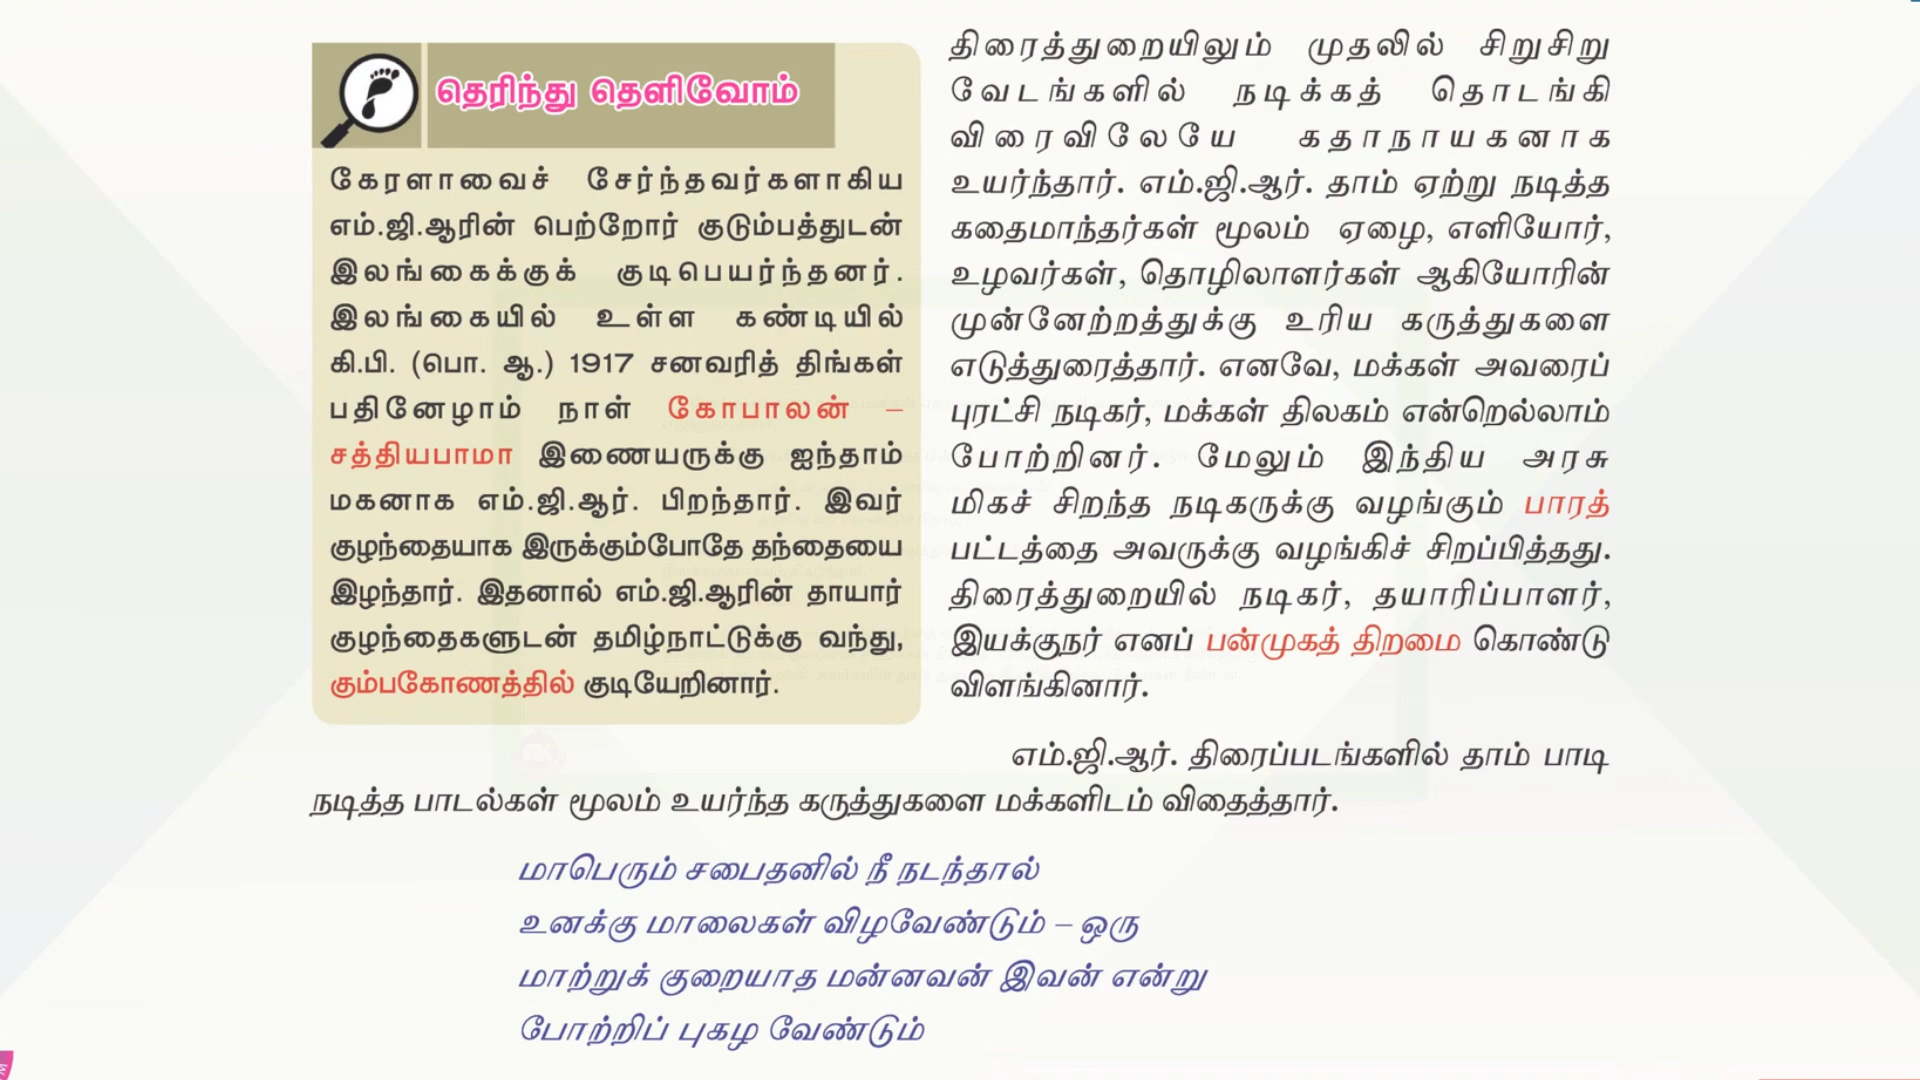 தெரிந்து தெளிவோம்
கேரளாவைச் சேர்ந்தவர்களாகிய
எம்.ஜி.ஆரின் பெற்றோர் குடும்பத்துடன்
இலங்கைக்குக் குடிபெயர்ந்தனர்.
இலங்கையில் உள்ள கண்டியில்
கி.பி. (பொ. ஆ.) 1917 சனவரித் திங்கள்
பதினேழாம் நாள் கோபாலன் –
சத்தியபாமா இணையருக்கு ஐந்தாம்
மகனாக எம்.ஜி.ஆர். பிறந்தார். இவர்
குழந்தையாக இருக்கும்போதே தந்தையை
இழந்தார். இதனால் எம்.ஜி.ஆரின் தாயார்
குழந்தைகளுடன் தமிழ்நாட்டுக்கு வந்து,
கும்பகோணத்தில் குடியேறினார்.
திரைத்துறையிலும் முதலில் சிறுசிறு
வேடங்களில் நடிக்கத் தொடங்கி
விரைவிலேயே கதாநாயகனாக
உயர்ந்தார். எம்.ஜி.ஆர். தாம் ஏற்று நடித்த
கதைமாந்தர்கள் மூலம் ஏழை, எளியோர்,
உழவர்கள், தொழிலாளர்கள் ஆகியோரின்
முன்னேற்றத்துக்கு உரிய கருத்துகளை
எடுத்துரைத்தார். எனவே, மக்கள் அவரைப்
புரட்சி நடிகர், மக்கள் திலகம் என்றெல்லாம்
போற்றினர். மேலும் இந்திய அரசு
மிகச் சிறந்த நடிகருக்கு வழங்கும் பாரத்
பட்டத்தை அவருக்கு வழங்கிச் சிறப்பித்தது.
திரைத்துறையில் நடிகர், தயாரிப்பாளர்,
இயக்குநர் எனப் பன்முகத் திறமை கொண்டு
விளங்கினார்.
எம்.ஜி.ஆர். திரைப்படங்களில் தாம் பாடி
நடித்த பாடல்கள் மூலம் உயர்ந்த கருத்துகளை மக்களிடம் விதைத்தார்.
மாபெரும் சபைதனில் நீ நடந்தால்
உனக்கு மாலைகள் விழவேண்டும் – ஒரு
மாற்றுக் குறையாத மன்னவன் இவன் என்று
போற்றிப் புகழ வேண்டும்